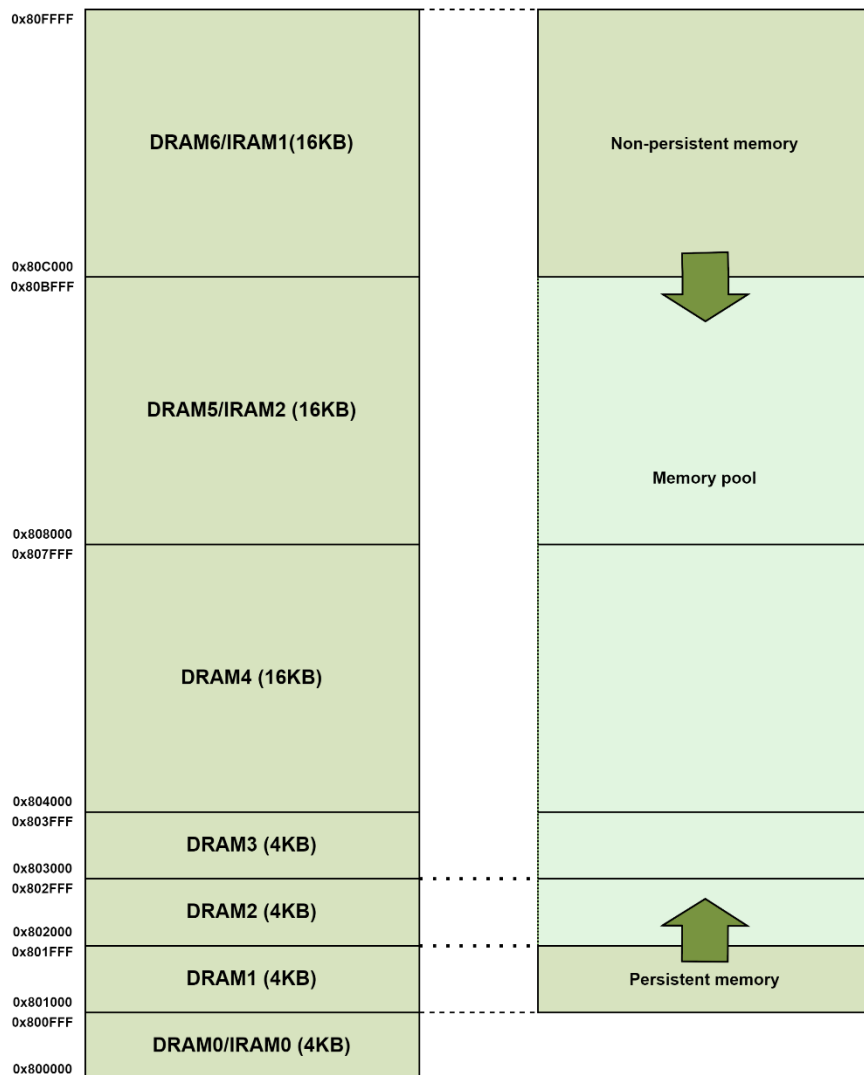 0x80FFFF
DRAM6/IRAM1(16KB)
Non-persistent memory
0x80C000
0x80BFFF
DRAM5/IRAM2 (16KB)
Memory pool
0x808000
0x807FFF
DRAM4 (16KB)
0x804000
0x803FFF
DRAM3 (4KB)
0x803000
0x802FFF
DRAM2 (4KB)
0x802000
0x801FFF
DRAM1 (4KB)
Persistent memory
0x801000
0x800FFF
DRAM0/IRAM0 (4KB)
0x800000